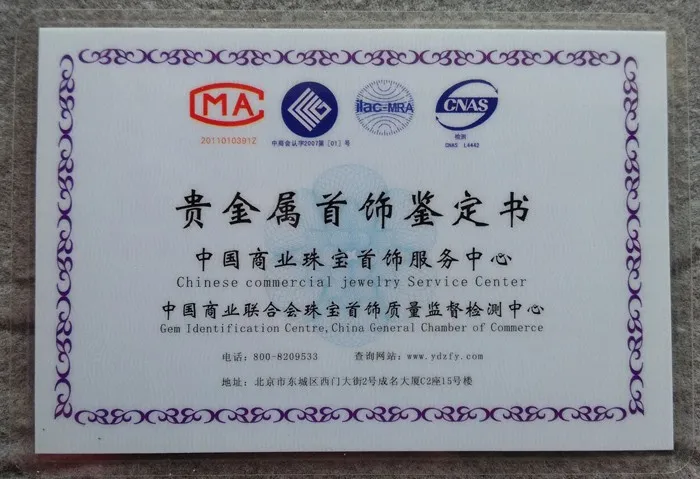 CMA
20110103912
中商会认字2007第[01]号
ilac-MRA
CNAS
检测
CNAS L4442
贵金属首饰鉴定书
中国商业珠宝首饰服务中心
Chinese commercial jewelry Service Center
中国商业联合会珠宝首饰质量监督检测中心
Gem Identification Centre,China General Chamber of Commerce
电话:800-8209533 查询网站:www.ydzfy.com
地址:北京市东城区西门大街2号成名大厦C2座15号楼